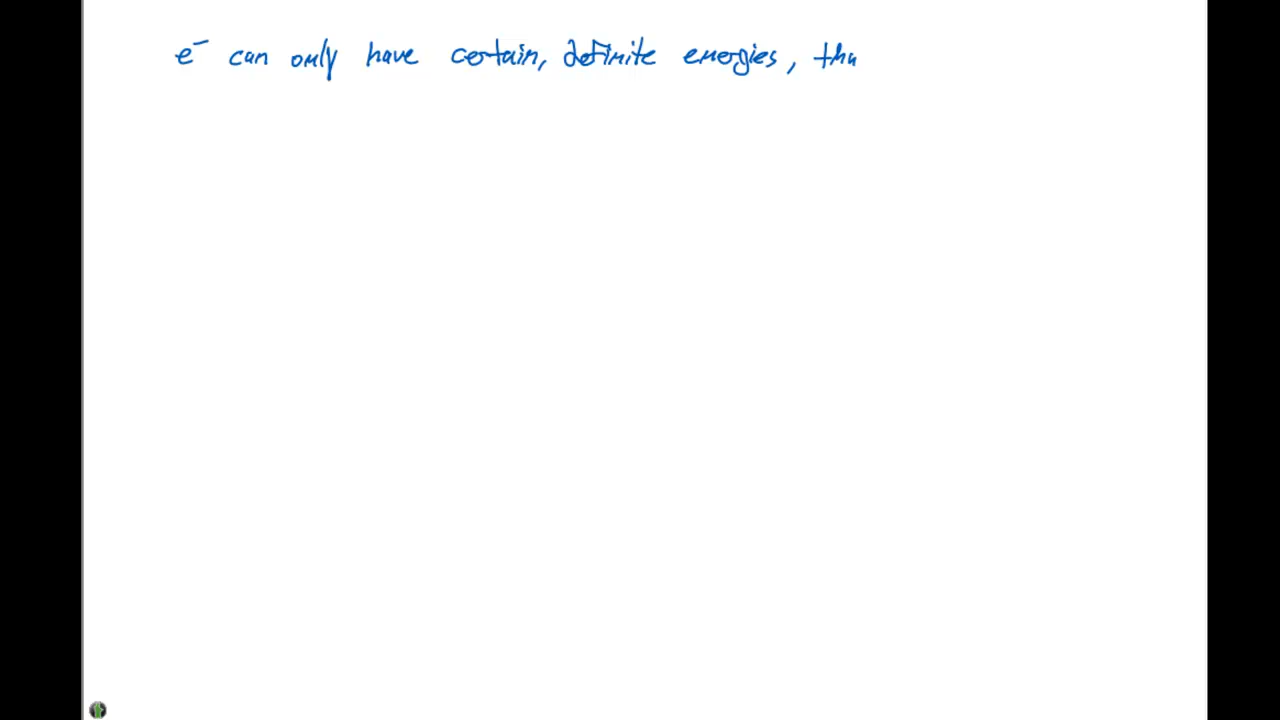 e⁻ can only have certain, definite energies, thu